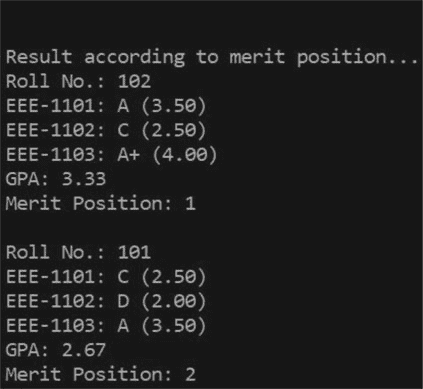 Result according to merit position...
Roll No.: 102
EEE-1101: A (3.50)
EEE-1102: C (2.50)
EEE-1103: A+ (4.00)
GPA: 3.33
Merit Position: 1
Roll No.: 101
EEE-1101: C (2.50)
EEE-1102: D (2.00)
EEE-1103: A (3.50)
GPA: 2.67
Merit Position: 2